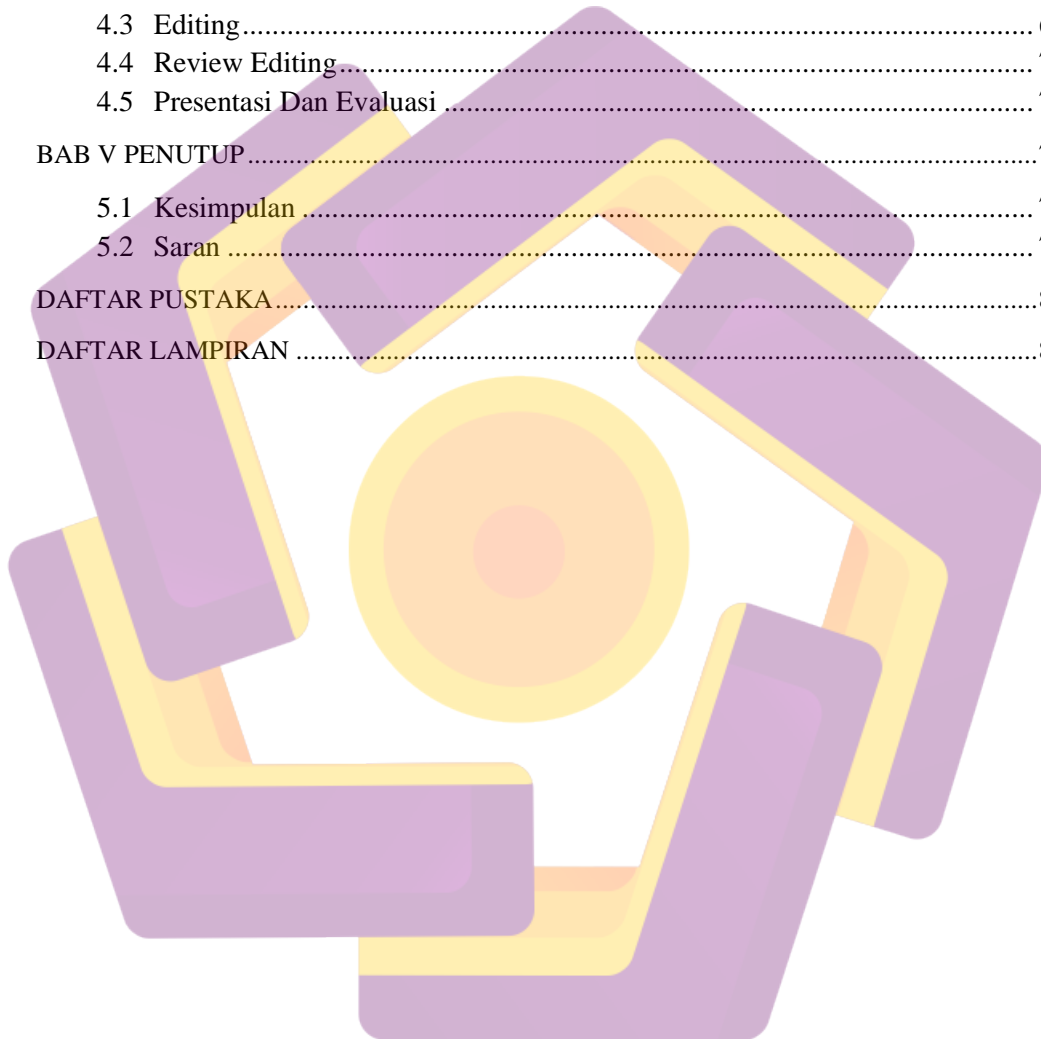 4.3 Editing
4.4 Review Editing
4.5 Presentasi Dan Evaluasi
BAB V PENUTUP
5.1 Kesimpulan
5.2 Saran
DAFTAR PUSTAKA
DAFTAR LAMPIRAN